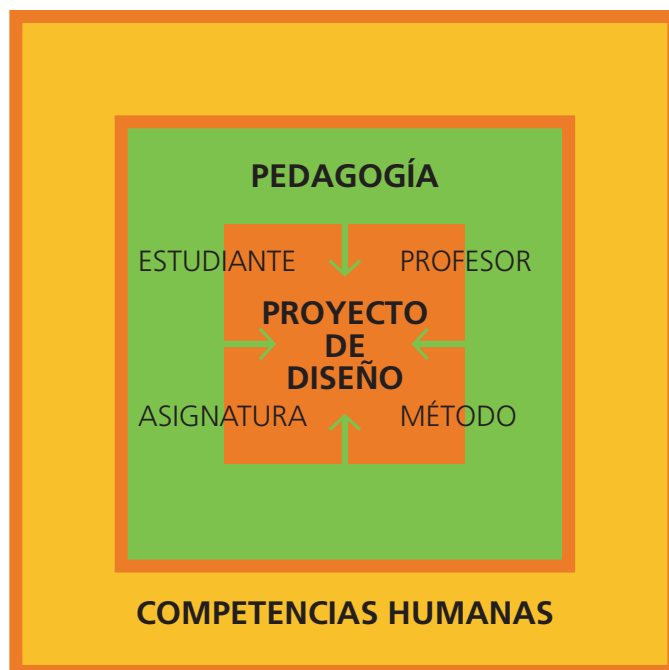 PEDAGOGÍA
ESTUDIANTE PROFESOR
PROYECTO
DE
DISEÑO
ASIGNATURA MÉTODO
COMPETENCIAS HUMANAS